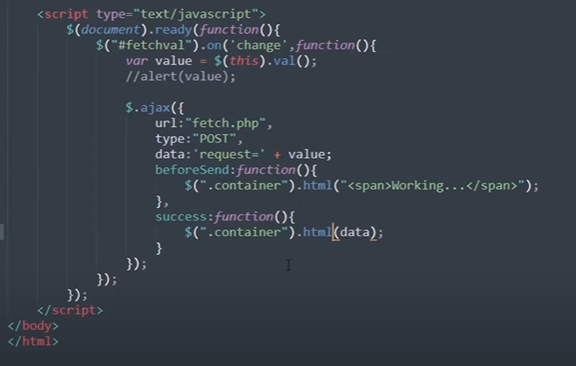 <script type="text/javascript">
$(document).ready(function(){
$("#fetchval").on('change',function(){
var value = $(this).val();
//alert(value);
$.ajax({
url:"fetch.php",
type:"POST",
data:'request=' + value;
beforeSend:function(){
$(".container").html("<span>Working...</span>");
},
success:function(){
$(".container").html(data);
}
});
});
});
</script>
</body>
</html>